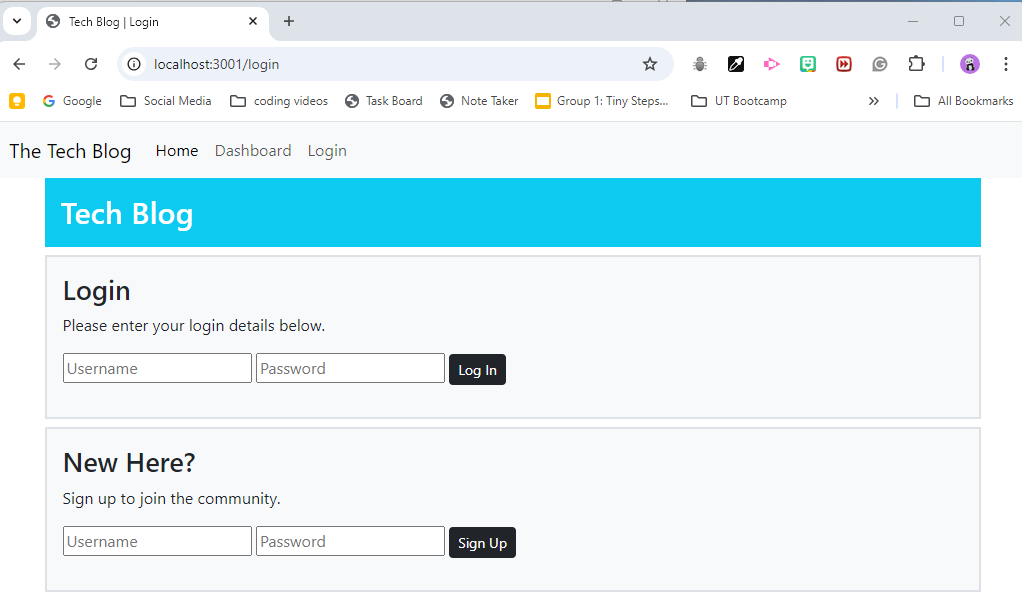 Tech Blog | Login
localhost:3001/login
Google Social Media coding videos Task Board Note Taker Group 1: Tiny Steps... UT Bootcamp » All Bookmarks
The Tech Blog Home Dashboard Login
Tech Blog
Login
Please enter your login details below.
Username Password Log In
New Here?
Sign up to join the community.
Username Password Sign Up